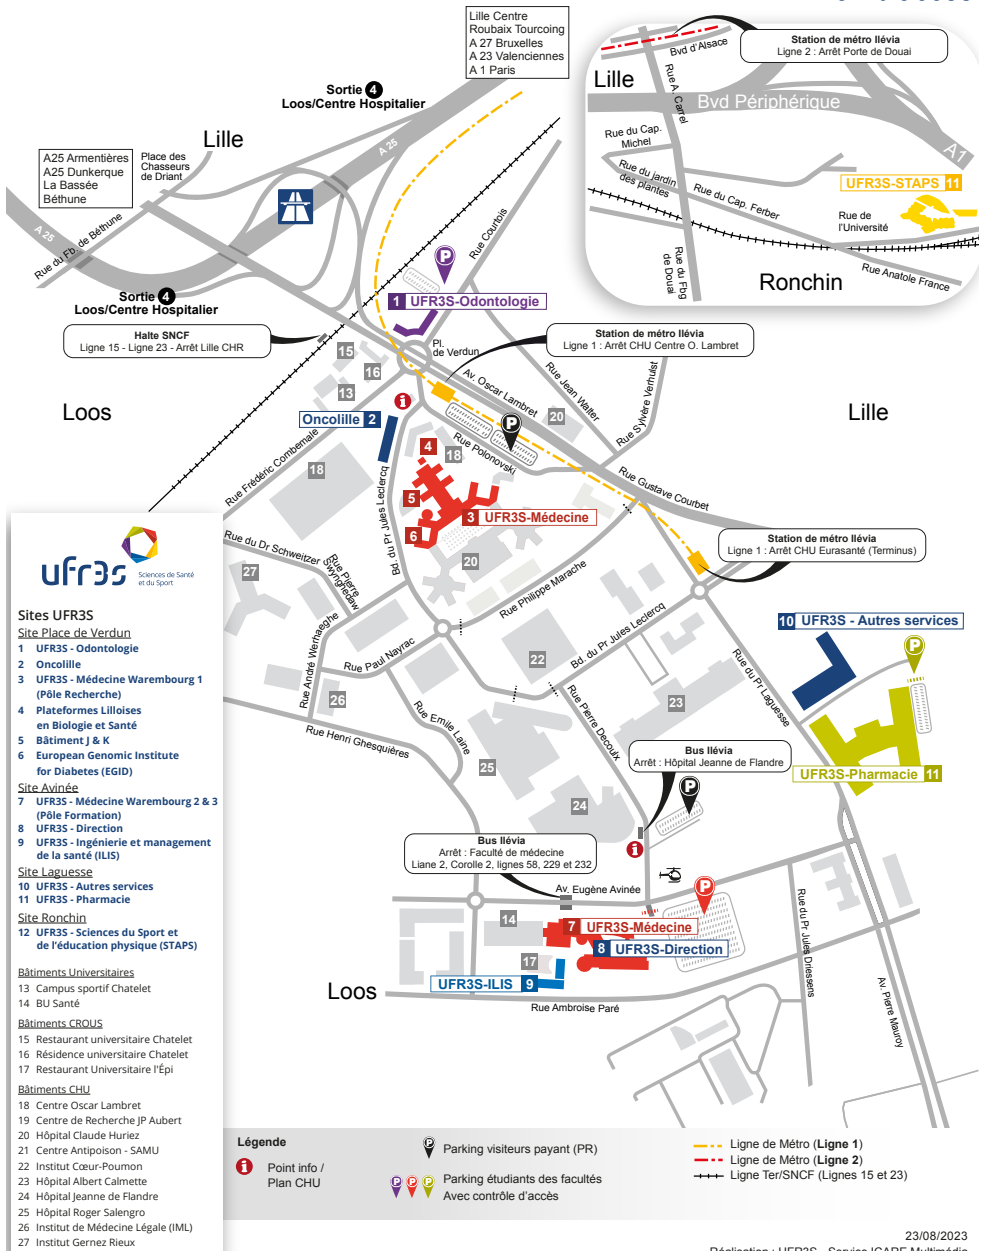 Lille Centre
Roubaix Tourcoing
A 27 Bruxelles
A 23 Valenciennes
A 1 Paris
Sortie 4
Loos/Centre Hospitalier
Lille
A25 Armentières
A25 Dunkerque
La Bassée
Béthune
Place des
Chasseurs
de Driant
A 25
A 25
Rue du Fb. de Béthune
Sortie 4
Loos/Centre Hospitalier
Halte SNCF
Ligne 15 - Ligne 23 - Arrêt Lille CHR
Station de métro Ilévia
Ligne 2 : Arrêt Porte de Douai
Bvd d'Alsace
Lille
Rue A. Carrel
Bvd Périphérique
A1
Rue du Cap.
Michel
Rue du jardin
des plantes
Rue du Cap. Ferber
UFR3S-STAPS 11
Rue de
l'Université
Rue du Fbg
de Douai
Ronchin
Rue Anatole France
Rue Courtois
P
1 UFR3S-Odontologie
Pl.
de Verdun
Station de métro Ilévia
Ligne 1 : Arrêt CHU Centre O. Lambret
Av. Oscar Lambret
Rue Jean Walter
Rue Sylvère Verhulst
Loos
Lille
15
16
13
Oncolille 2
i
P
20
Rue Polonovski
Rue Frédéric Combemale
18
4
18
5
3 UFR3S-Médecine
6
Bd. du Pr Jules Leclercq
Rue Gustave Courbet
Station de métro Ilévia
Ligne 1 : Arrêt CHU Eurasanté (Terminus)
Rue du Dr Schweitzer
Rue Pierre
Swyngedaw
27
20
Rue Philippe Marache
Rue André Werhaeghe
Rue Paul Nayrac
22
Bd. du Pr Jules Leclercq
10 UFR3S - Autres services
P
Rue du Pr Laguesse
26
Rue Henri Ghesquières
Rue Emile Laine
Rue Pierre Decoulx
23
25
24
UFR3S-Pharmacie 11
Bus Ilévia
Arrêt : Hôpital Jeanne de Flandre
P
i
Bus Ilévia
Arrêt : Faculté de médecine
Liane 2, Corolle 2, lignes 58, 229 et 232
Av. Eugène Avinée
P
14
7 UFR3S-Médecine
8 UFR3S-Direction
17
UFR3S-ILIS 9
Loos
Rue Ambroise Paré
Rue du Pr Jules Driessens
Av. Pierre Mauroy
ufr3s
Sciences de Santé
et du Sport
Sites UFR3S
Site Place de Verdun
1 UFR3S - Odontologie
2 Oncolille
3 UFR3S - Médecine Warembourg 1
(Pôle Recherche)
4 Plateformes Lilloises
en Biologie et Santé
5 Bâtiment J & K
6 European Genomic Institute
for Diabetes (EGID)
Site Avinée
7 UFR3S - Médecine Warembourg 2 & 3
(Pôle Formation)
8 UFR3S - Direction
9 UFR3S - Ingénierie et management
de la santé (ILIS)
Site Laguesse
10 UFR3S - Autres services
11 UFR3S - Pharmacie
Site Ronchin
12 UFR3S - Sciences du Sport et
de l'éducation physique (STAPS)
Bâtiments Universitaires
13 Campus sportif Chatelet
14 BU Santé
Bâtiments CROUS
15 Restaurant universitaire Chatelet
16 Résidence universitaire Chatelet
17 Restaurant Universitaire l'Épi
Bâtiments CHU
18 Centre Oscar Lambret
19 Centre de Recherche JP Aubert
20 Hôpital Claude Huriez
21 Centre Antipoison - SAMU
22 Institut Cœur-Poumon
23 Hôpital Albert Calmette
24 Hôpital Jeanne de Flandre
25 Hôpital Roger Salengro
26 Institut de Médecine Légale (IML)
27 Institut Gernez Rieux
Légende
i Point info /
Plan CHU
P Parking visiteurs payant (PR)
P P P Parking étudiants des facultés
Avec contrôle d'accès
Ligne de Métro (Ligne 1)
Ligne de Métro (Ligne 2)
Ligne Ter/SNCF (Lignes 15 et 23)
23/08/2023
Réalisation : UFR3S - Service ICARE Multimédia